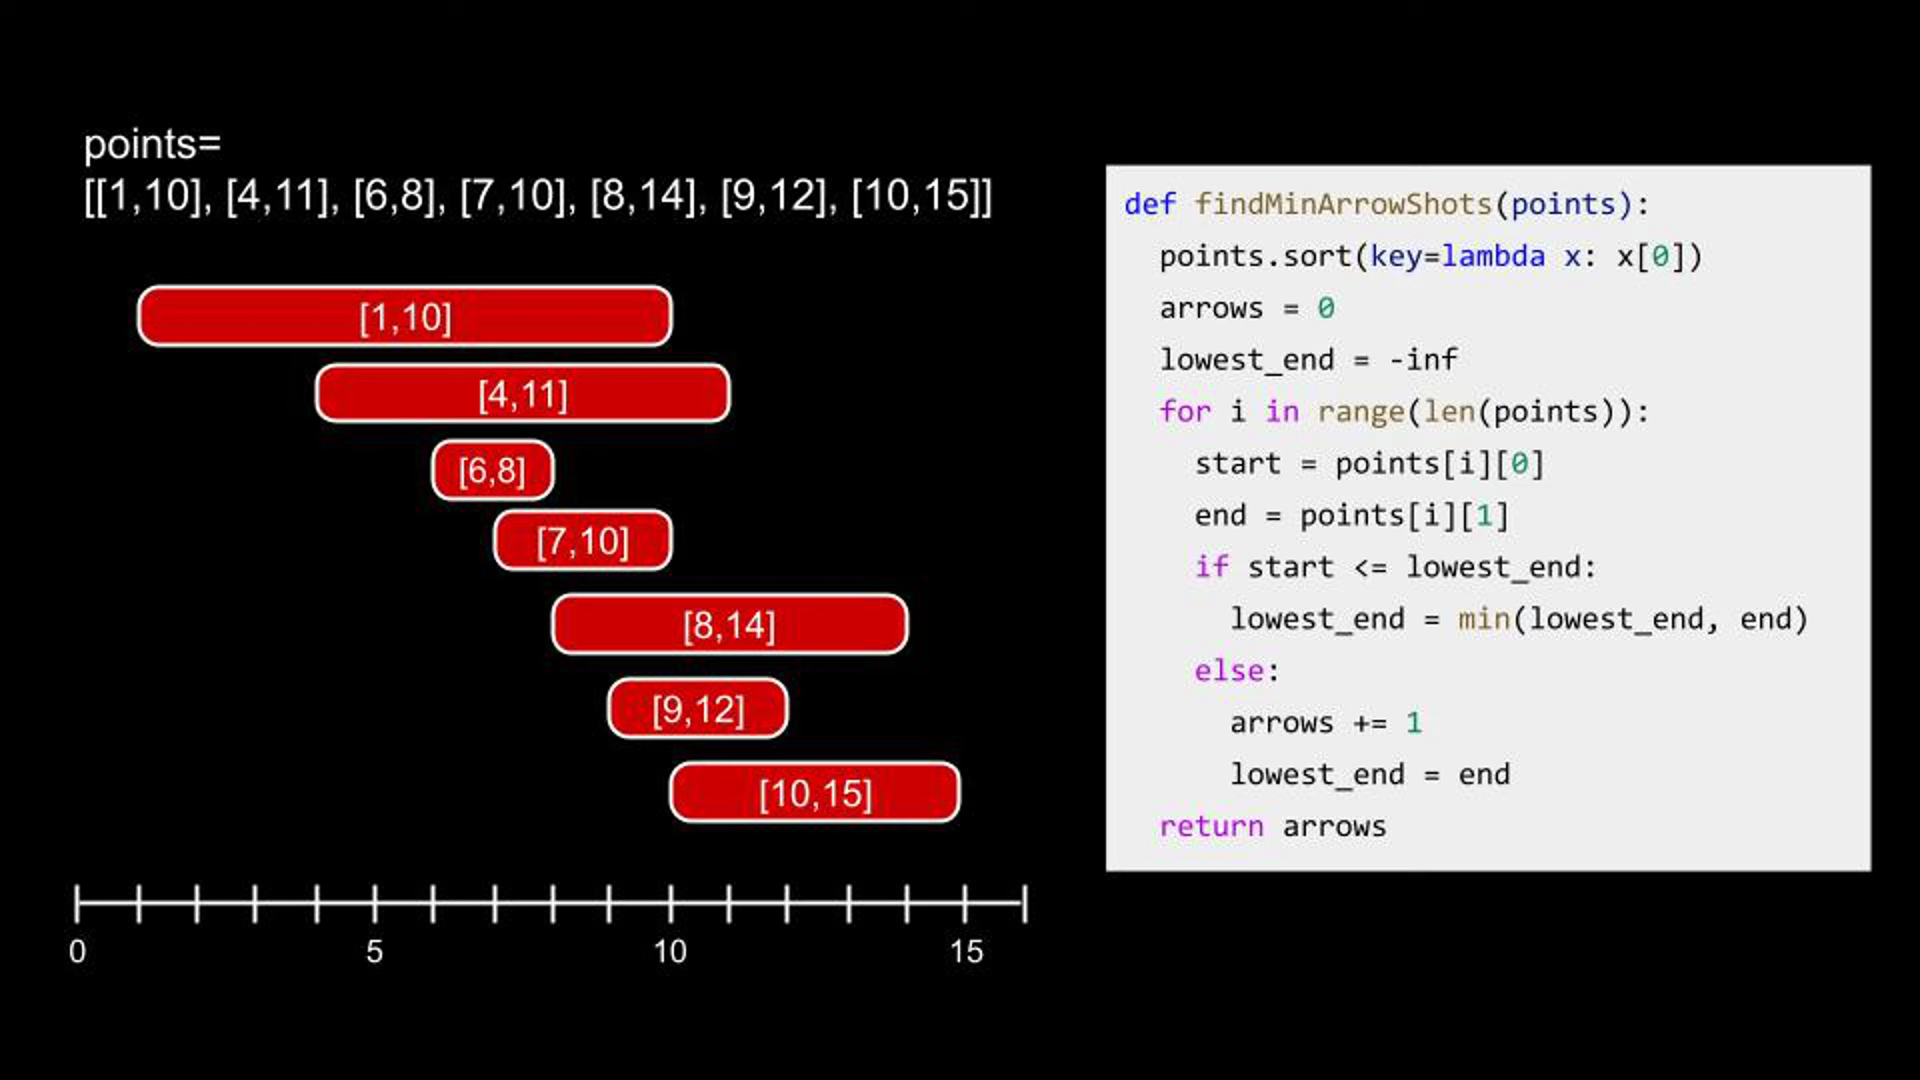 points=
[[1,10], [4,11], [6,8], [7,10], [8,14], [9,12], [10,15]]
[1,10]
[4,11]
[6,8]
[7,10]
[8,14]
[9,12]
[10,15]
0 5 10 15
def findMinArrowShots(points):
  points.sort(key=lambda x: x[0])
  arrows = 0
  lowest_end = -inf
  for i in range(len(points)):
    start = points[i][0]
    end = points[i][1]
    if start <= lowest_end:
      lowest_end = min(lowest_end, end)
    else:
      arrows += 1
      lowest_end = end
  return arrows